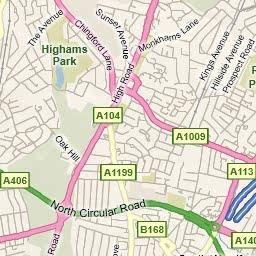 The Avenue
Chingford Lane
Sunset Avenue
Monkhams Lane
Highams
Park
High Road
Kings Avenue
Hillside Avenue
Prospect Road
A104
A1009
Oak Hill
A1199
A113
A406
North Circular Road
B168
Road
A140